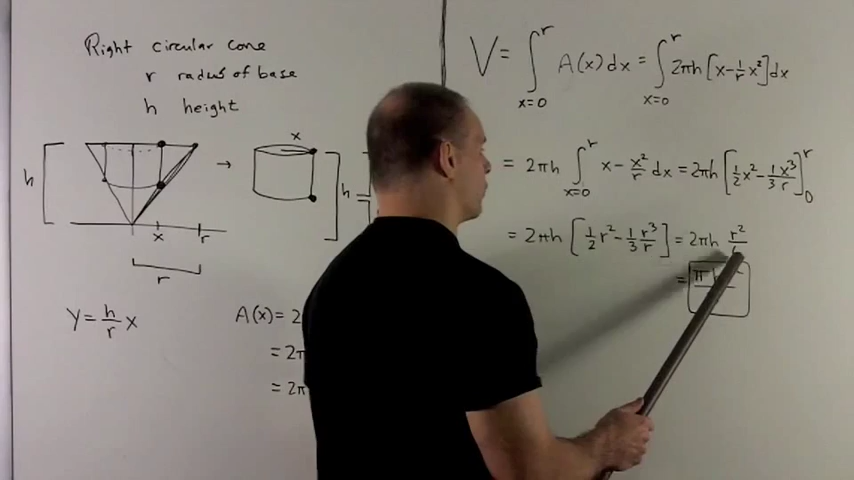 Right circular cone
r radus of base
h height
h
x
r
r
→
x
h =
Y = h/r x
A(x) = 2
= 2π
= 2π
V = ∫_{x=0}^{r} A(x) dx = ∫_{x=0}^{r} 2πh [x - 1/r x²] dx
= 2πh ∫_{x=0}^{r} x - x²/r dx = 2πh [1/2 x² - 1/3 x³/r]_0^r
= 2πh [1/2 r² - 1/3 r³/r] = 2πh r²
= π